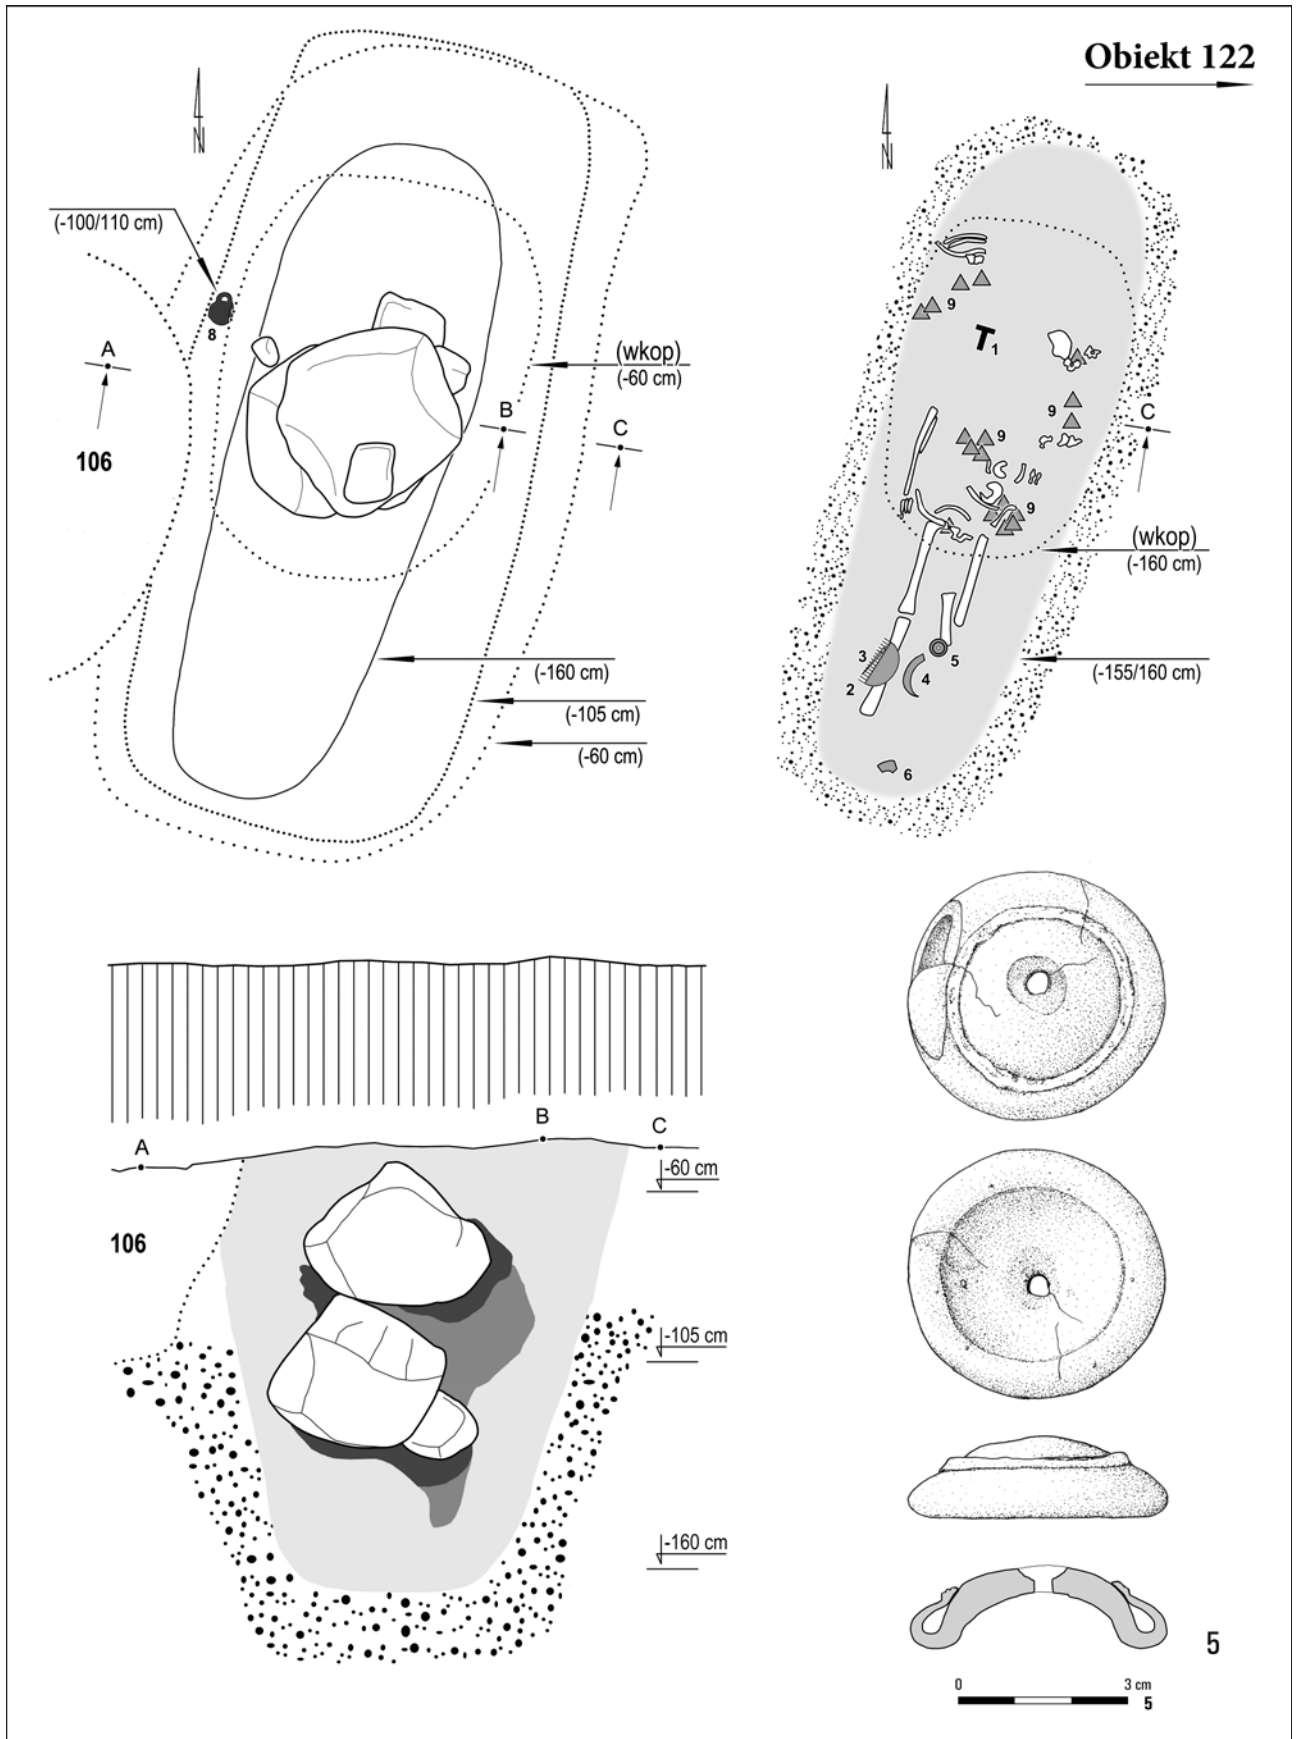 Obiekt 122
N
(-100/110 cm)
8
A
106
(wkop)
(-60 cm)
B
C
(-160 cm)
(-105 cm)
(-60 cm)
N
9
T1
9
9
C
9
(wkop)
(-160 cm)
3
5
4
2
(-155/160 cm)
6
A
B
C
-60 cm
106
-105 cm
-160 cm
5
0 3 cm
5